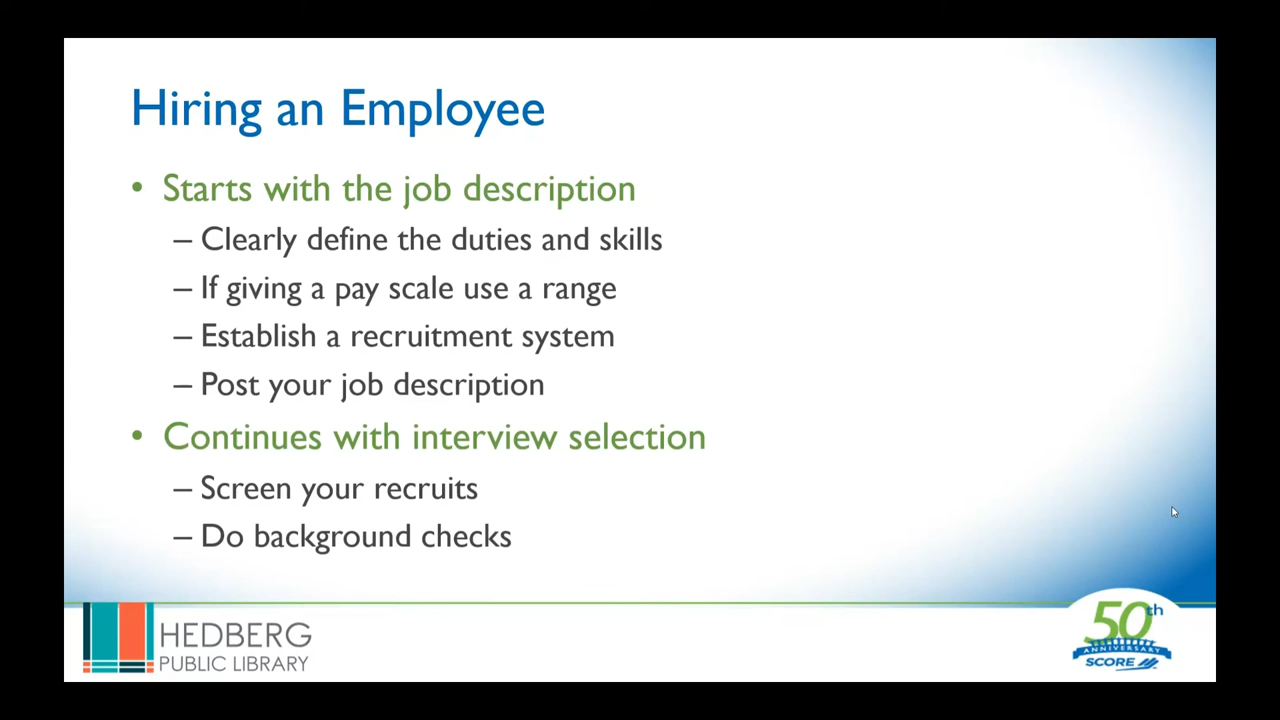 Hiring an Employee
• Starts with the job description
– Clearly define the duties and skills
– If giving a pay scale use a range
– Establish a recruitment system
– Post your job description
• Continues with interview selection
– Screen your recruits
– Do background checks
HEDBERG
PUBLIC LIBRARY
50th
ANNIVERSARY
SCORE